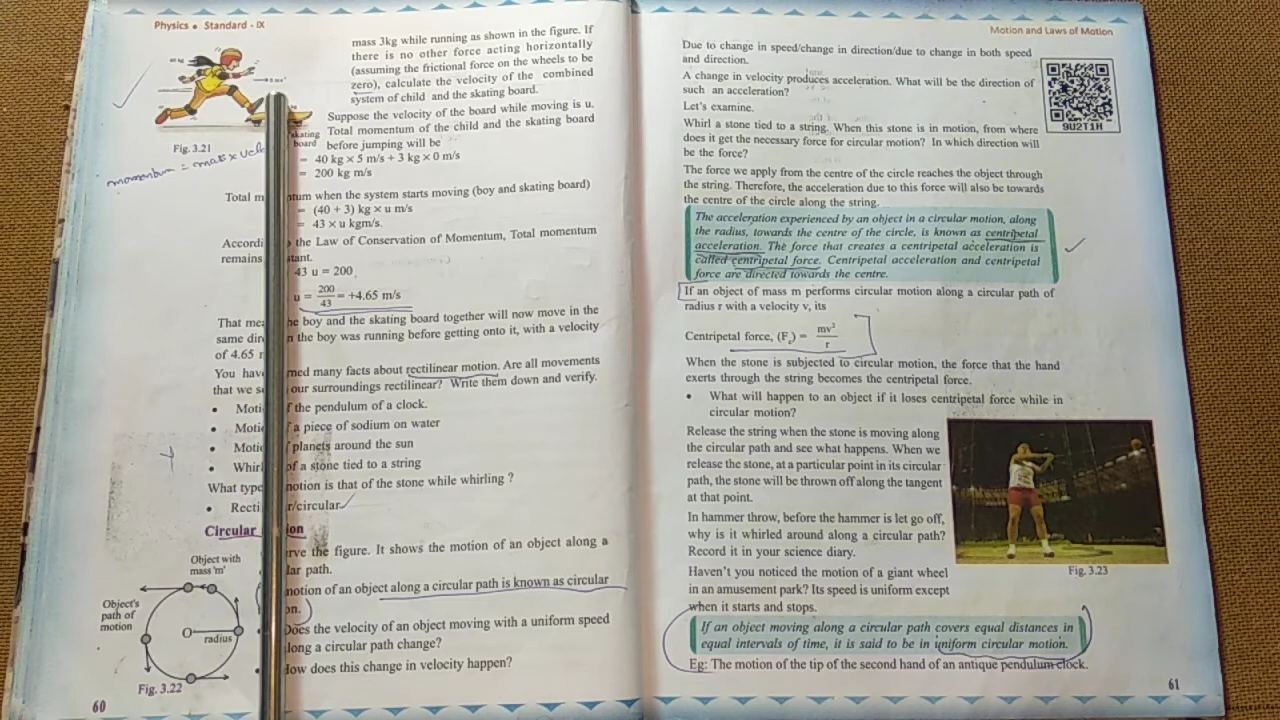 Physics • Standard - IX
mass 3kg while running as shown in the figure. If
there is no other force acting horizontally
(assuming the frictional force on the wheels to be
zero), calculate the velocity of the combined
system of child and the skating board.
Suppose the velocity of the board while moving is u.
Total momentum of the child and the skating board
before jumping will be
= 40 kg × 5 m/s + 3 kg × 0 m/s
= 200 kg m/s
skating
board
Fig. 3.21
momentum = mass ×
Total m ntum when the system starts moving (boy and skating board)
= (40 + 3) kg × u m/s
= 43 × u kgm/s.
Accordi the Law of Conservation of Momentum, Total momentum
remains stant.
43 u = 200
u = 200/43 = +4.65 m/s
That mea he boy and the skating board together will now move in the
same dire n the boy was running before getting onto it, with a velocity
of 4.65
You have rned many facts about rectilinear motion. Are all movements
that we s our surroundings rectilinear? Write them down and verify.
• Moti f the pendulum of a clock.
• Motio f a piece of sodium on water
• Motio f planets around the sun
• Whirl of a stone tied to a string
What type motion is that of the stone while whirling ?
• Recti r/circular
Circular ion
rve the figure. It shows the motion of an object along a
lar path.
motion of an object along a circular path is known as circular
on.
Does the velocity of an object moving with a uniform speed
along a circular path change?
How does this change in velocity happen?
Object with
mass 'm'
Object's
path of
motion
O
radius
Fig. 3.22
60
Motion and Laws of Motion
Due to change in speed/change in direction/due to change in both speed
and direction.
A change in velocity produces acceleration. What will be the direction of
such an acceleration?
Let's examine.
Whirl a stone tied to a string. When this stone is in motion, from where
does it get the necessary force for circular motion? In which direction will
be the force?
The force we apply from the centre of the circle reaches the object through
the string. Therefore, the acceleration due to this force will also be towards
the centre of the circle along the string.
9U2T1H
The acceleration experienced by an object in a circular motion, along
the radius, towards the centre of the circle, is known as centripetal
acceleration. The force that creates a centripetal acceleration is
called centripetal force. Centripetal acceleration and centripetal
force are directed towards the centre.
If an object of mass m performs circular motion along a circular path of
radius r with a velocity v, its
Centripetal force, (Fc) = mv²/r
When the stone is subjected to circular motion, the force that the hand
exerts through the string becomes the centripetal force.
• What will happen to an object if it loses centripetal force while in
circular motion?
Release the string when the stone is moving along
the circular path and see what happens. When we
release the stone, at a particular point in its circular
path, the stone will be thrown off along the tangent
at that point.
In hammer throw, before the hammer is let go off,
why is it whirled around along a circular path?
Record it in your science diary.
Haven't you noticed the motion of a giant wheel
in an amusement park? Its speed is uniform except
when it starts and stops.
Fig. 3.23
If an object moving along a circular path covers equal distances in
equal intervals of time, it is said to be in uniform circular motion.
Eg: The motion of the tip of the second hand of an antique pendulum clock.
61